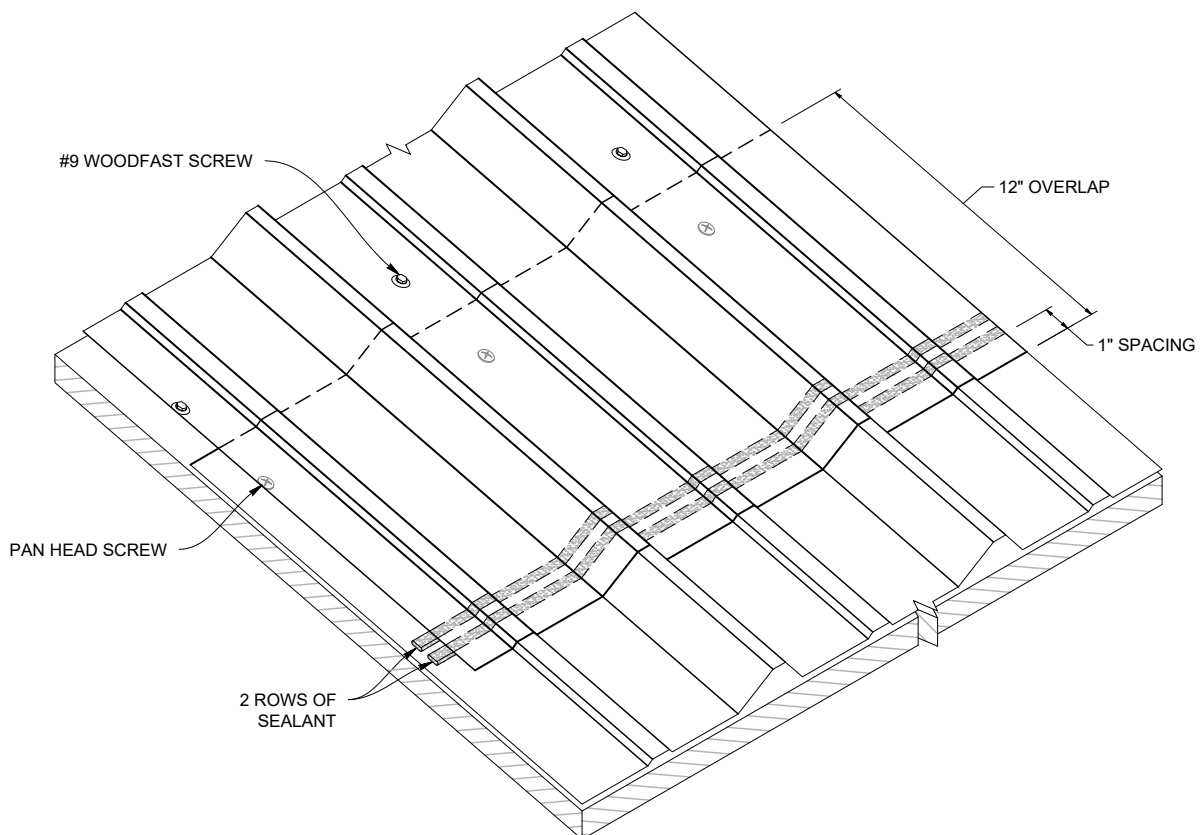 #9 WOODFAST SCREW
12" OVERLAP
1" SPACING
PAN HEAD SCREW
2 ROWS OF
SEALANT